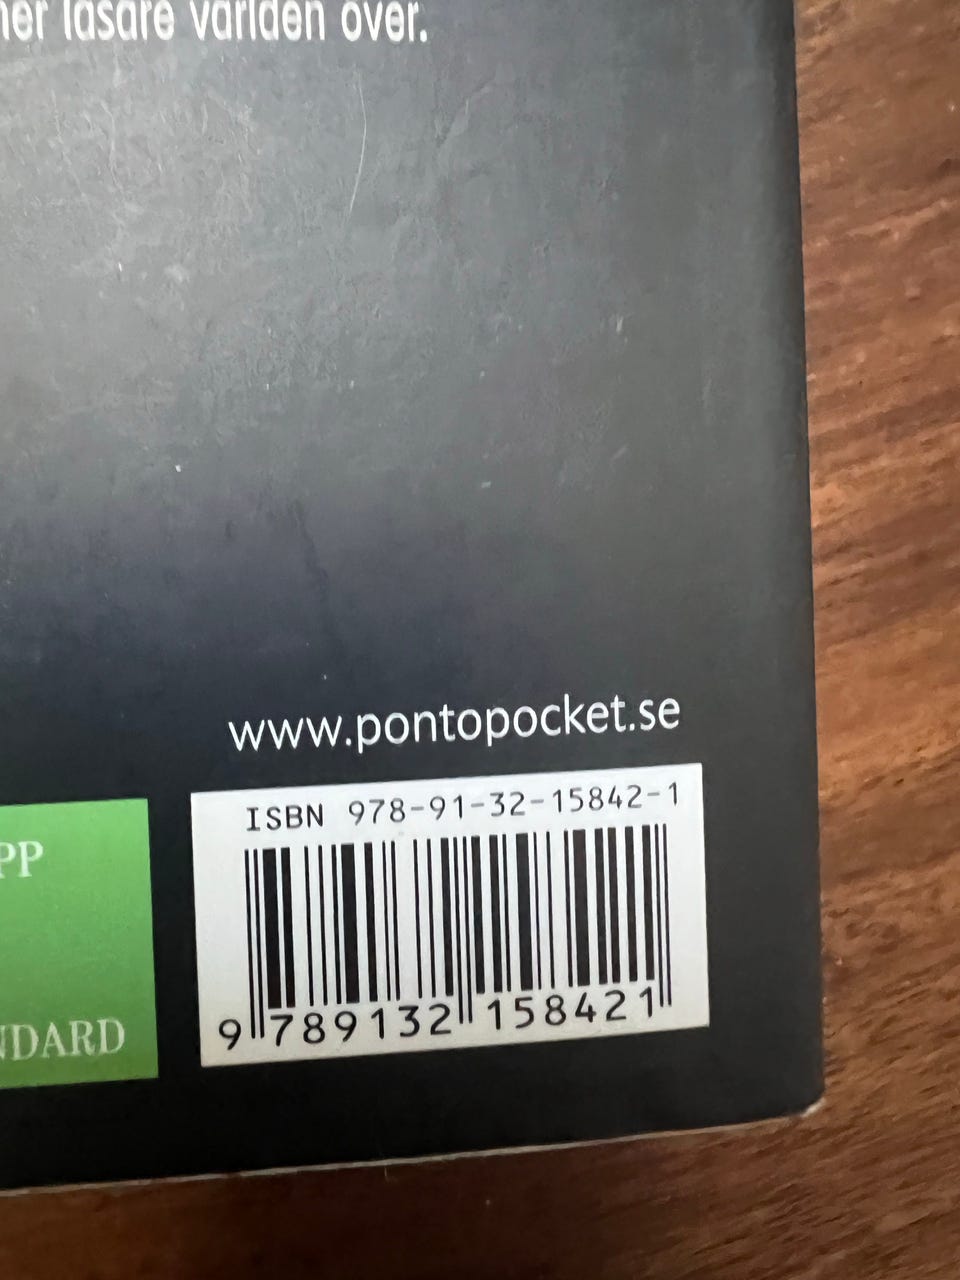 läsare världen över.
www.pontopocket.se
PP
NDARD
ISBN 978-91-32-15842-1
9 789132 158421